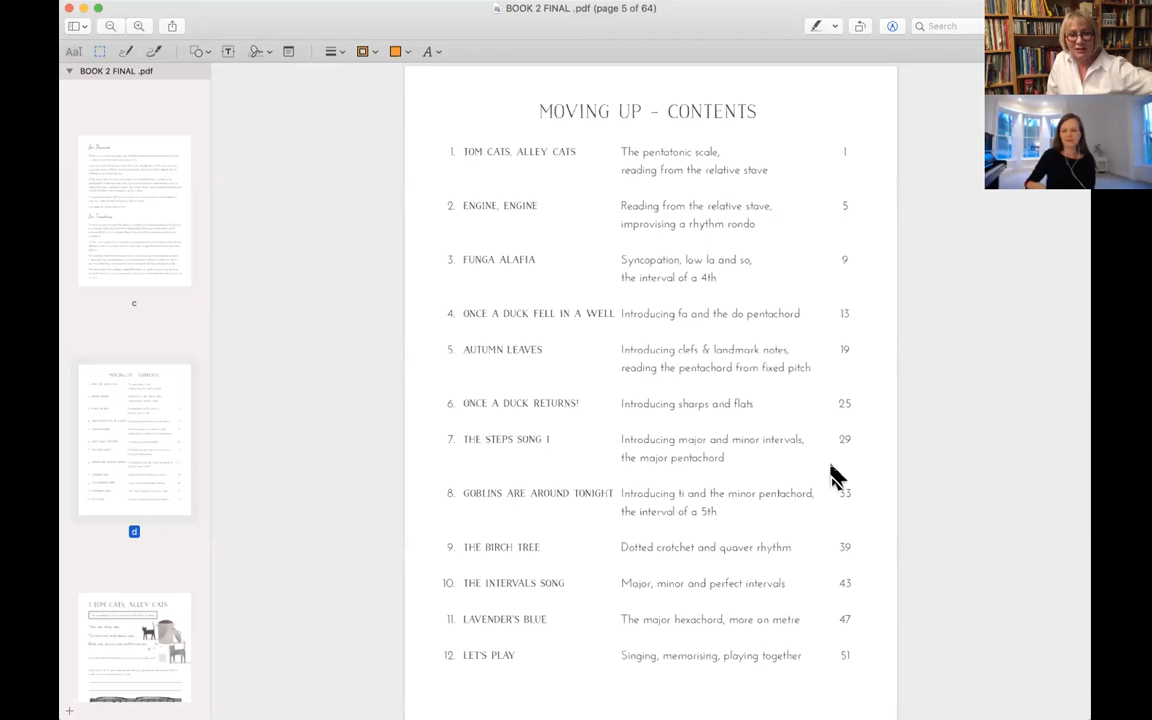 BOOK 2 FINAL .pdf (page 5 of 64)
Search
BOOK 2 FINAL .pdf
c
d
1. TOM CATS, ALLEY CATS
MOVING UP – CONTENTS
1. TOM CATS, ALLEY CATS The pentatonic scale, 1
reading from the relative stave
2. ENGINE, ENGINE Reading from the relative stave, 5
improvising a rhythm rondo
3. FUNGA ALAFIA Syncopation, low la and so, 9
the interval of a 4th
4. ONCE A DUCK FELL IN A WELL Introducing fa and the do pentachord 13
5. AUTUMN LEAVES Introducing clefs & landmark notes, 19
reading the pentachord from fixed pitch
6. ONCE A DUCK RETURNS! Introducing sharps and flats 25
7. THE STEPS SONG 1 Introducing major and minor intervals, 29
the major pentachord
8. GOBLINS ARE AROUND TONIGHT Introducing ti and the minor pentachord, 33
the interval of a 5th
9. THE BIRCH TREE Dotted crotchet and quaver rhythm 39
10. THE INTERVALS SONG Major, minor and perfect intervals 43
11. LAVENDER'S BLUE The major hexachord, more on metre 47
12. LET'S PLAY Singing, memorising, playing together 51